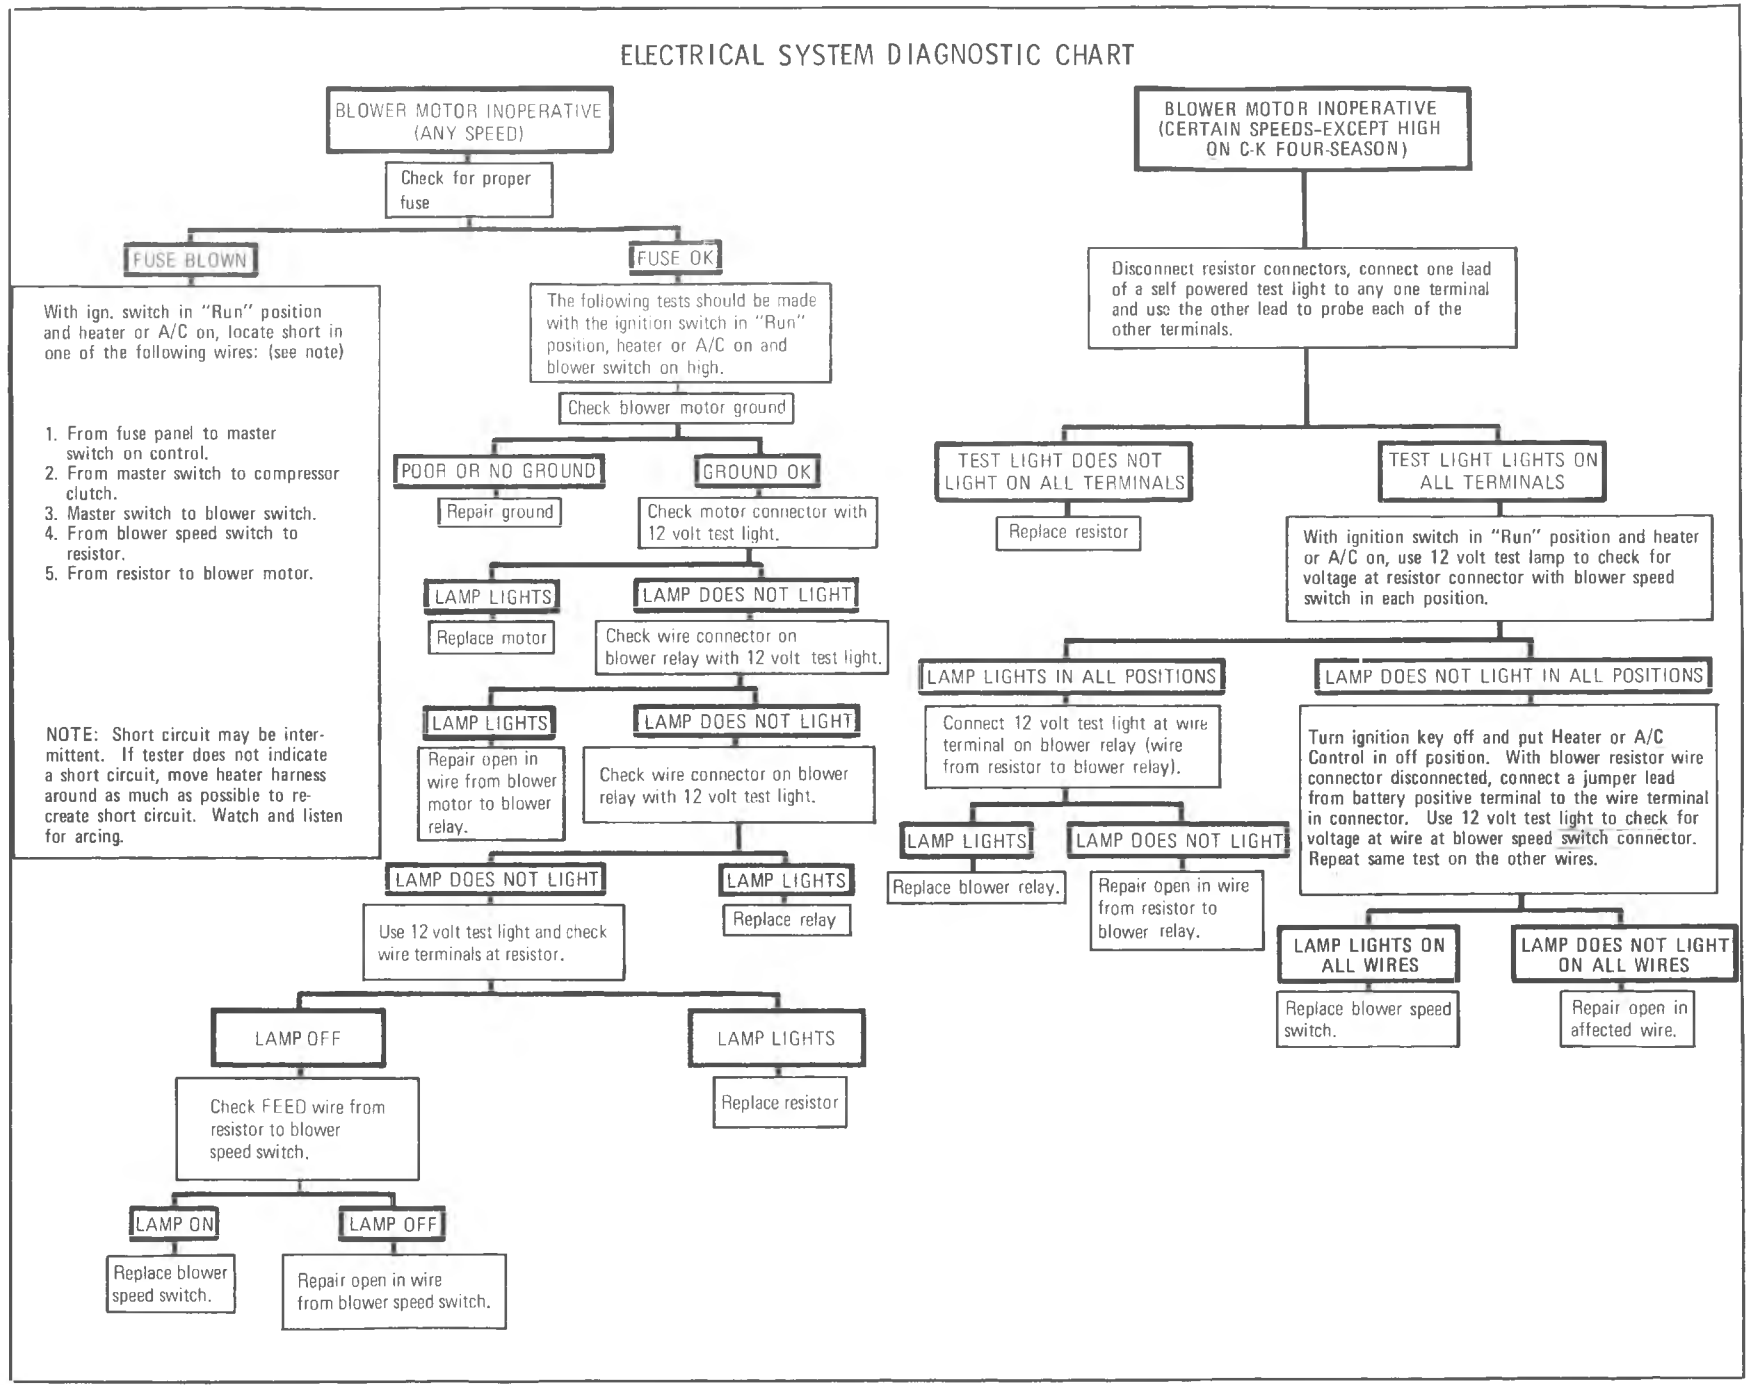 ELECTRICAL SYSTEM DIAGNOSTIC CHART
BLOWER MOTOR INOPERATIVE
(ANY SPEED)
Check for proper
fuse
FUSE BLOWN
With ign. switch in "Run" position
and heater or A/C on, locate short in
one of the following wires: (see note)
1. From fuse panel to master
switch on control.
2. From master switch to compressor
clutch.
3. Master switch to blower switch.
4. From blower speed switch to
resistor.
5. From resistor to blower motor.
NOTE: Short circuit may be inter-
mittent. If tester does not indicate
a short circuit, move heater harness
around as much as possible to re-
create short circuit. Watch and listen
for arcing.
FUSE OK
The following tests should be made
with the ignition switch in "Run"
position, heater or A/C on and
blower switch on high.
Check blower motor ground
POOR OR NO GROUND
Repair ground
GROUND OK
Check motor connector with
12 volt test light.
LAMP LIGHTS
Replace motor
LAMP DOES NOT LIGHT
Check wire connector on
blower relay with 12 volt test light.
LAMP LIGHTS
Repair open in
wire from blower
motor to blower
relay.
LAMP DOES NOT LIGHT
Check wire connector on blower
relay with 12 volt test light.
LAMP DOES NOT LIGHT
Use 12 volt test light and check
wire terminals at resistor.
LAMP LIGHTS
Replace relay
LAMP OFF
Check FEED wire from
resistor to blower
speed switch.
LAMP LIGHTS
Replace resistor
LAMP ON
Replace blower
speed switch.
LAMP OFF
Repair open in wire
from blower speed switch.
BLOWER MOTOR INOPERATIVE
(CERTAIN SPEEDS-EXCEPT HIGH
ON C-K FOUR-SEASON)
Disconnect resistor connectors, connect one lead
of a self powered test light to any one terminal
and use the other lead to probe each of the
other terminals.
TEST LIGHT DOES NOT
LIGHT ON ALL TERMINALS
Replace resistor
TEST LIGHT LIGHTS ON
ALL TERMINALS
With ignition switch in "Run" position and heater
or A/C on, use 12 volt test lamp to check for
voltage at resistor connector with blower speed
switch in each position.
LAMP LIGHTS IN ALL POSITIONS
Connect 12 volt test light at wire
terminal on blower relay (wire
from resistor to blower relay).
LAMP LIGHTS
Replace blower relay.
LAMP DOES NOT LIGHT
Repair open in wire
from resistor to
blower relay.
LAMP DOES NOT LIGHT IN ALL POSITIONS
Turn ignition key off and put Heater or A/C
Control in off position. With blower resistor wire
connector disconnected, connect a jumper lead
from battery positive terminal to the wire terminal
in connector. Use 12 volt test light to check for
voltage at wire at blower speed switch connector.
Repeat same test on the other wires.
LAMP LIGHTS ON
ALL WIRES
Replace blower speed
switch.
LAMP DOES NOT LIGHT
ON ALL WIRES
Repair open in
affected wire.